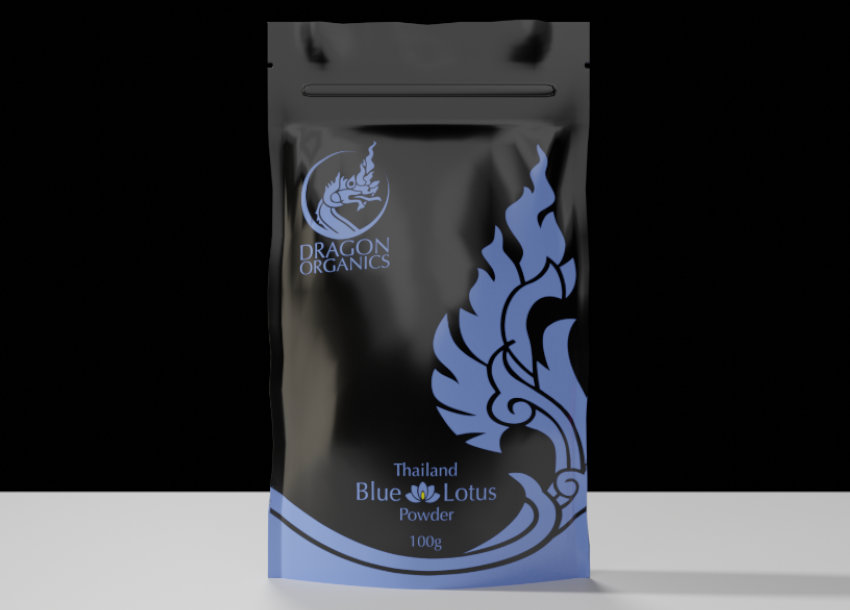 DRAGON
ORGANICS
Thailand
Blue Lotus
Powder
100g